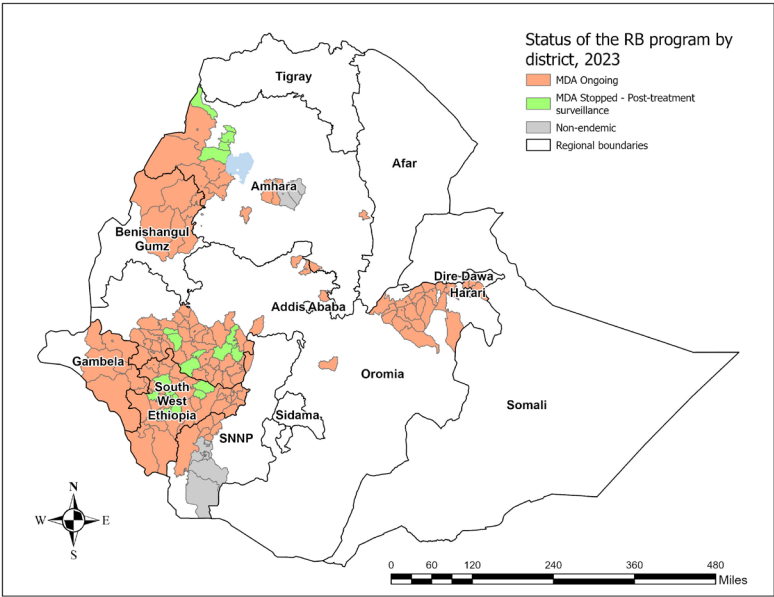 Status of the RB program by
district, 2023
MDA Ongoing
MDA Stopped - Post-treatment
surveillance
Non-endemic
Regional boundaries
Tigray
Afar
Amhara
Benishangul
Gumz
Dire Dawa
Harari
Addis Ababa
Gambela
Oromia
South
West
Ethiopia
Somali
Sidama
SNNP
N
W E
S
0 60 120 240 360 480
Miles